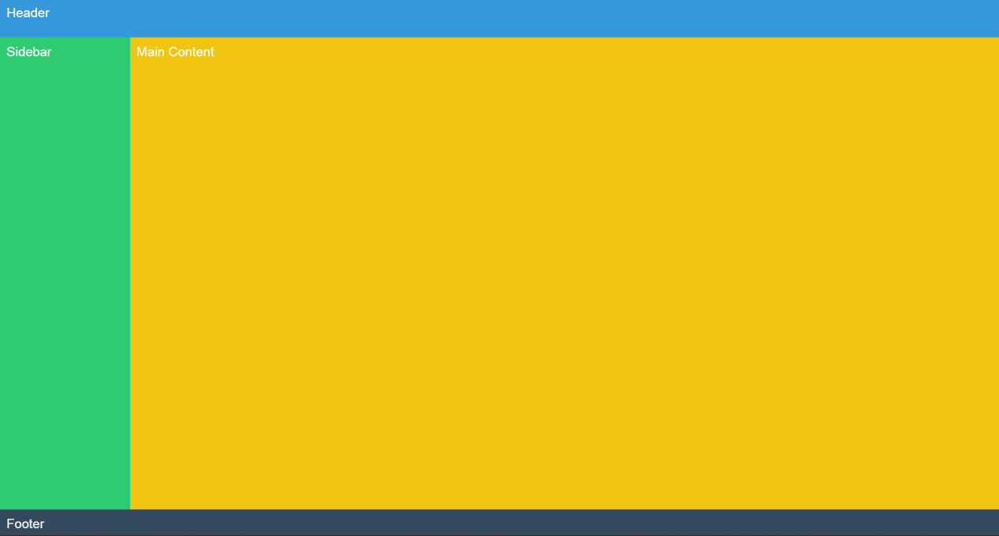 Header
Sidebar
Main Content
Footer